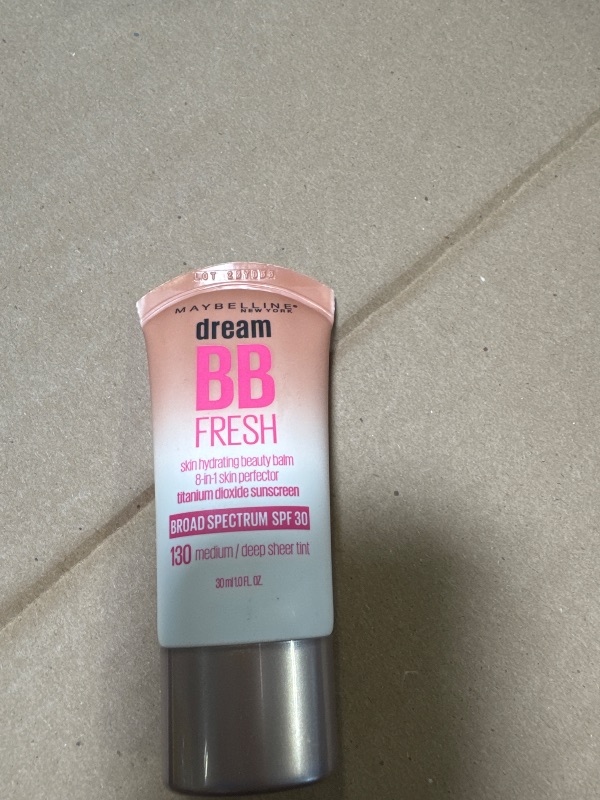 LOT
MAYBELLINE®
NEW YORK
dream
BB
FRESH
skin hydrating beauty balm
8-in-1 skin perfector
titanium dioxide sunscreen
BROAD SPECTRUM SPF 30
130 medium / deep sheer tint
30 ml/1.0 FL. OZ.